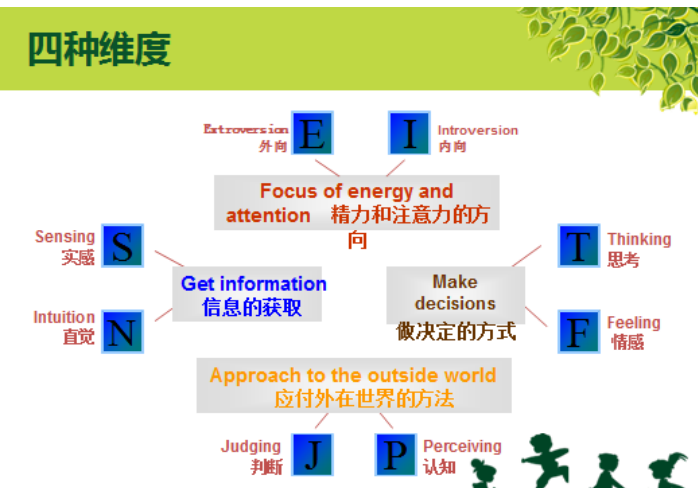 四种维度
Extroversion
外向
E
I
Introversion
内向
Focus of energy and
attention 精力和注意力的方
向
Sensing
实感
S
Get information
信息的获取
Intuition
直觉
N
Make
decisions
做决定的方式
T
Thinking
思考
F
Feeling
情感
Approach to the outside world
应付外在世界的方法
Judging
判断
J
P
Perceiving
认知